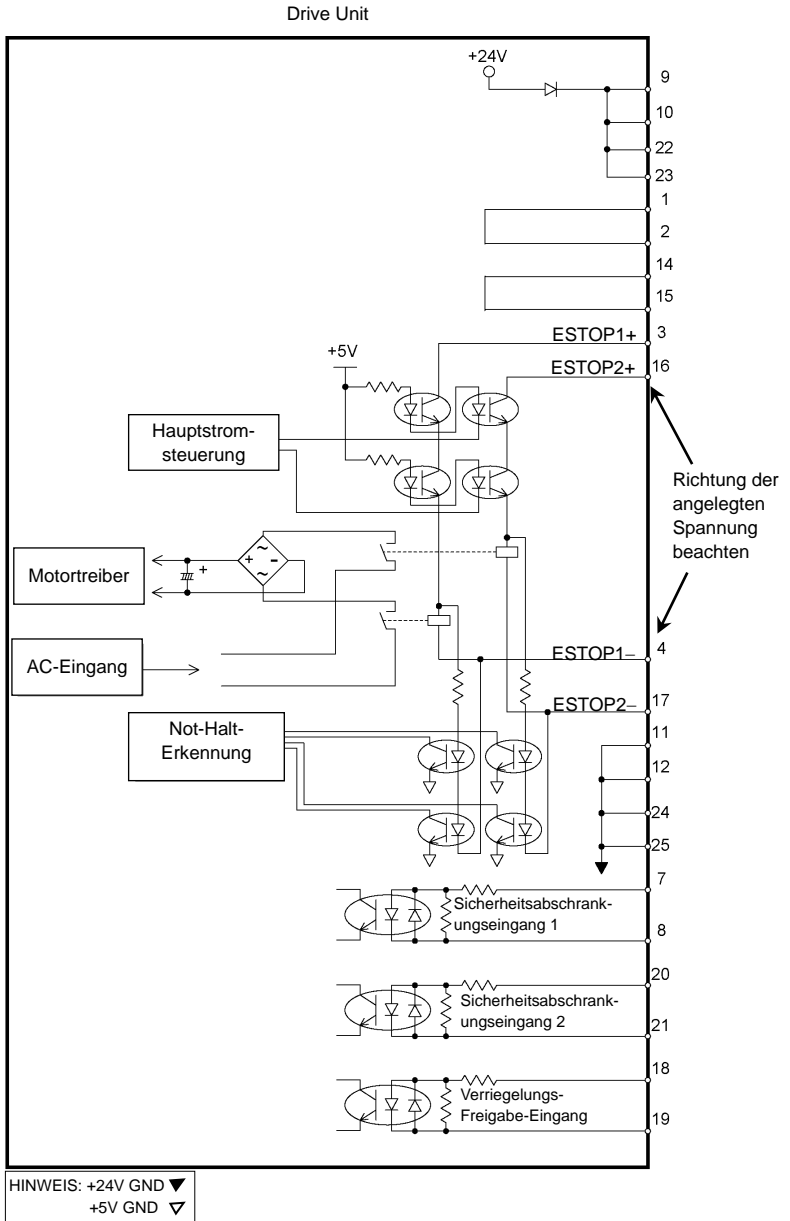 Drive Unit
+24V
9
10
22
23
1
2
14
15
ESTOP1+
3
+5V
ESTOP2+
16
Hauptstrom-
steuerung
Richtung der
angelegten
Spannung
beachten
~
+
-
~
+
Motortreiber
AC-Eingang
ESTOP1−
4
ESTOP2−
17
Not-Halt-
Erkennung
11
12
24
25
7
Sicherheitsabschrank-
ungseingang 1
8
20
Sicherheitsabschrank-
ungseingang 2
21
18
Verriegelungs-
Freigabe-Eingang
19
HINWEIS: +24V GND
+5V GND